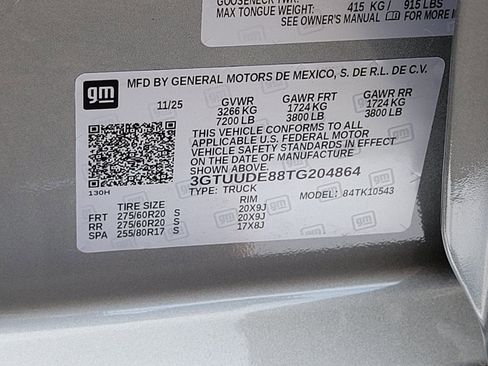 GOOSENECK TWR:
MAX TONGUE WEIGHT: 415 KG / 915 LBS
SEE OWNER'S MANUAL FOR MORE
gm
MFD BY GENERAL MOTORS DE MEXICO, S. DE R.L. DE C.V.
11/25 GVWR GAWR FRT GAWR RR
3266 KG 1724 KG 1724 KG
7200 LB 3800 LB 3800 LB
THIS VEHICLE CONFORMS TO ALL
APPLICABLE U.S. FEDERAL MOTOR
VEHICLE SAFETY STANDARDS IN EFFECT
ON THE DATE OF MANUFACTURE
SHOWN ABOVE
3GTUUDE88TG204864
130H TYPE: TRUCK MODEL: 84TK10543
TIRE SIZE RIM
FRT 275/60R20 S 20X9J
RR 275/60R20 S 20X9J
SPA 255/80R17 S 17X8J